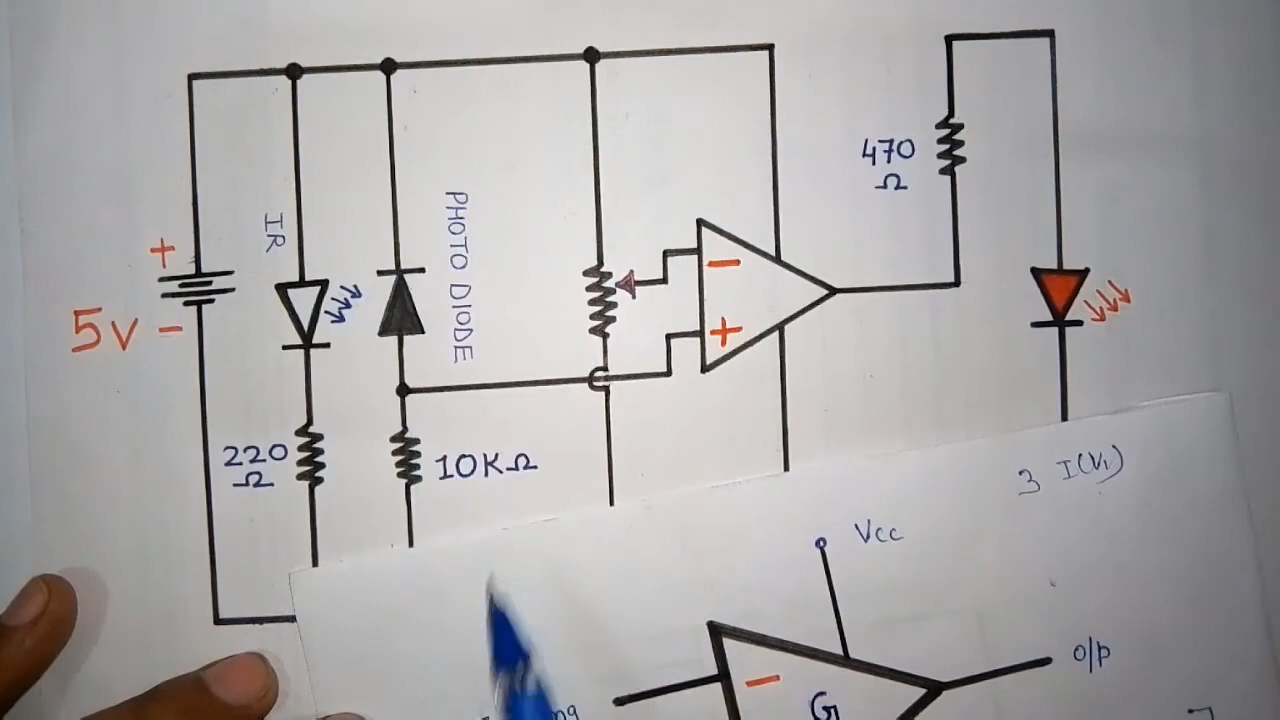 +
5V -
IR
220
Ω
PHOTO DIODE
10KΩ
-
+
470
Ω
3 I(V₁)
Vcc
-
G
O/P